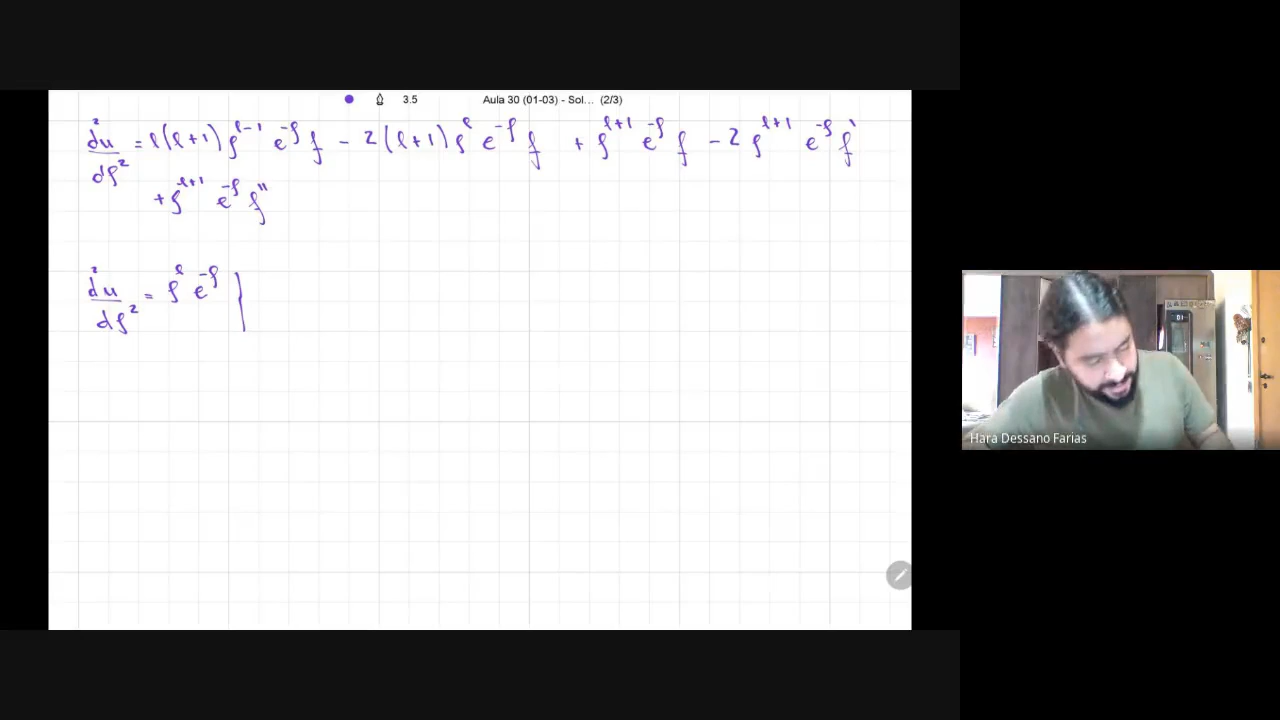 3.5 Aula 30 (01-03) - Sol... (2/3)
d²u/dρ² = ℓ(ℓ+1) ρ^{ℓ-1} e^{-ρ} f - 2(ℓ+1) ρ^ℓ e^{-ρ} f + ρ^{ℓ+1} e^{-ρ} f - 2 ρ^{ℓ+1} e^{-ρ} f'
+ ρ^{ℓ+1} e^{-ρ} f''
d²u/dρ² = ρ^ℓ e^{-ρ} }
Hara Dessano Farias